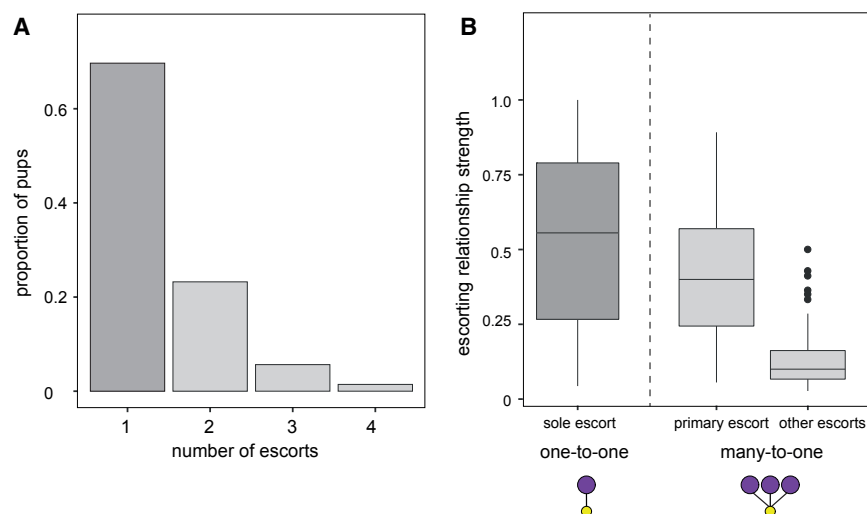 A
proportion of pups
0.6
0.4
0.2
0
1 2 3 4
number of escorts
B
escorting relationship strength
1.0
0.75
0.5
0.25
0
sole escort primary escort other escorts
one-to-one many-to-one